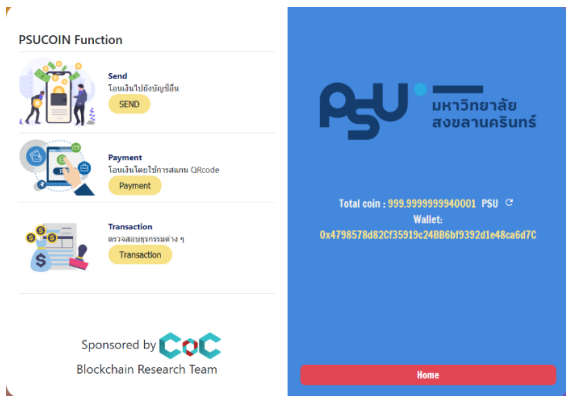 PSUCOIN Function
Send
โอนเงินไปยังบัญชีอื่น
SEND
Payment
โอนเงินโดยใช้การสแกน QRcode
Payment
Transaction
ตรวจสอบธุรกรรมต่าง ๆ
Transaction
Sponsored by CoC
Blockchain Research Team
PSU
มหาวิทยาลัย
สงขลานครินทร์
Total coin : 999.9999999940001 PSU
Wallet:
0x4798578d82Cf35919c24BB6bf9392d1e48ca6d7C
Home